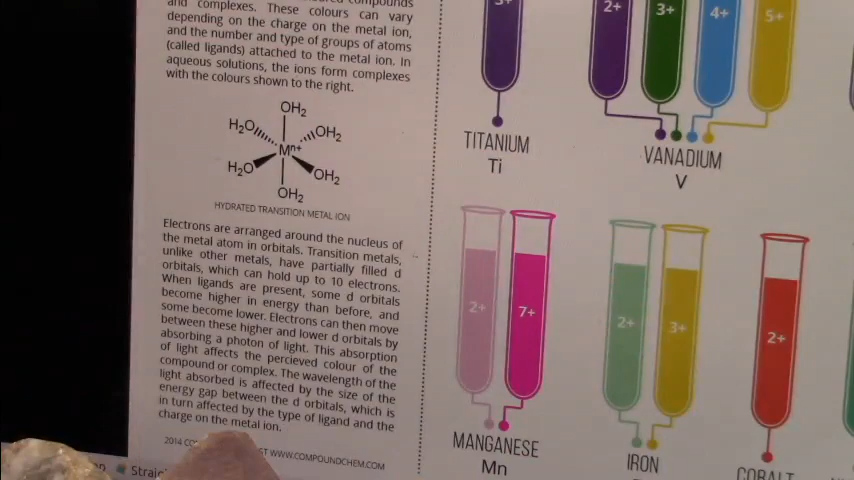 compounds
and complexes. These colours can vary
depending on the charge on the metal ion,
and the number and type of groups of atoms
(called ligands) attached to the metal ion. In
aqueous solutions, the ions form complexes
with the colours shown to the right.
OH2
H2O
OH2
Mn+
H2O
OH2
OH2
HYDRATED TRANSITION METAL ION
Electrons are arranged around the nucleus of
the metal atom in orbitals. Transition metals,
unlike other metals, have partially filled d
orbitals, which can hold up to 10 electrons.
When ligands are present, some d orbitals
become higher in energy than before, and
some become lower. Electrons can then move
between these higher and lower d orbitals by
absorbing a photon of light. This absorption
of light affects the percieved colour of the
compound or complex. The wavelength of the
light absorbed is affected by the size of the
energy gap between the d orbitals, which is
in turn affected by the type of ligand and the
charge on the metal ion.
2014 WWW.COMPOUNDCHEM.COM
3+
TITANIUM
Ti
2+
3+
4+
5+
VANADIUM
V
2+
7+
MANGANESE
Mn
2+
3+
IRON
2+
COBALT